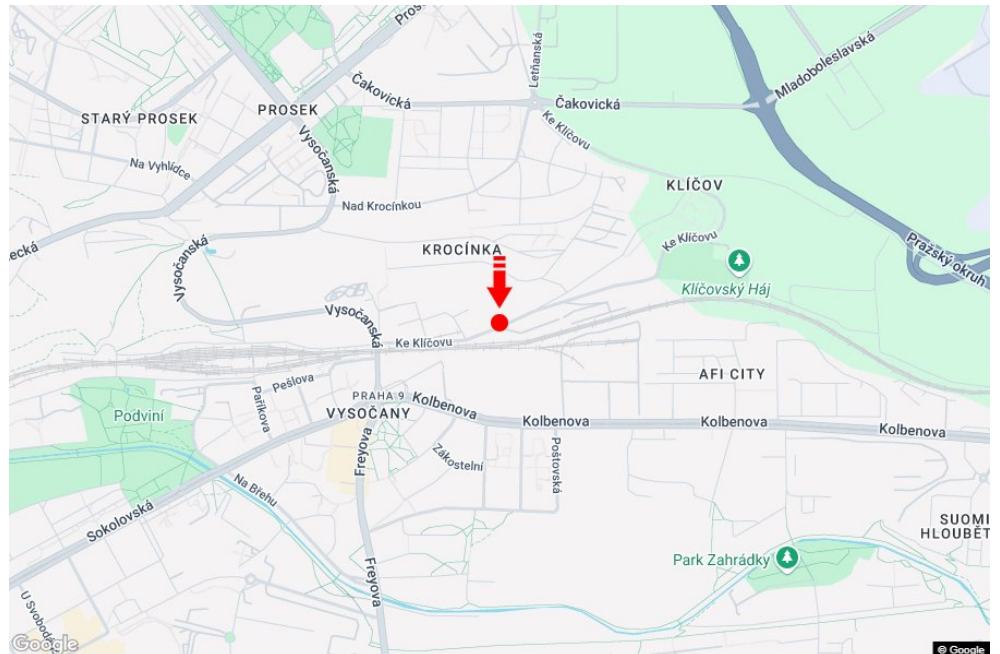 Pros
Letňanská
Mladoboleslavská
Čakovická
Čakovická
STARÝ PROSEK
PROSEK
Vysočanská
Ke Klíčovu
Na Vyhlídce
KLÍČOV
Nad Krocínkou
ecká
Vysočanská
KROCÍNKA
Ke Klíčovu
Pražský okruh
Klíčovský Háj
Vysočanská
Ke Klíčovu
Pešlova
AFI CITY
Paříkova
PRAHA 9
VYSOČANY
Podviní
Kolbenova
Kolbenova
Kolbenova
Kolbenova
Freyova
Zákostelní
Poštovská
Na Břehu
Sokolovská
SUOMI
HLOUBĚT
Park Zahrádky
Freyova
U Svobod
Google
© Google